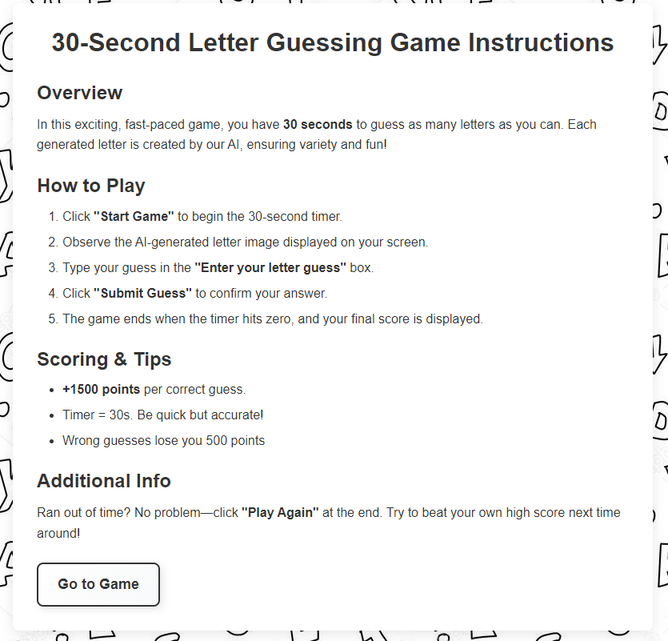 30-Second Letter Guessing Game Instructions
Overview
In this exciting, fast-paced game, you have 30 seconds to guess as many letters as you can. Each
generated letter is created by our AI, ensuring variety and fun!
How to Play
1. Click "Start Game" to begin the 30-second timer.
2. Observe the AI-generated letter image displayed on your screen.
3. Type your guess in the "Enter your letter guess" box.
4. Click "Submit Guess" to confirm your answer.
5. The game ends when the timer hits zero, and your final score is displayed.
Scoring & Tips
• +1500 points per correct guess.
• Timer = 30s. Be quick but accurate!
• Wrong guesses lose you 500 points
Additional Info
Ran out of time? No problem—click "Play Again" at the end. Try to beat your own high score next time
around!
Go to Game